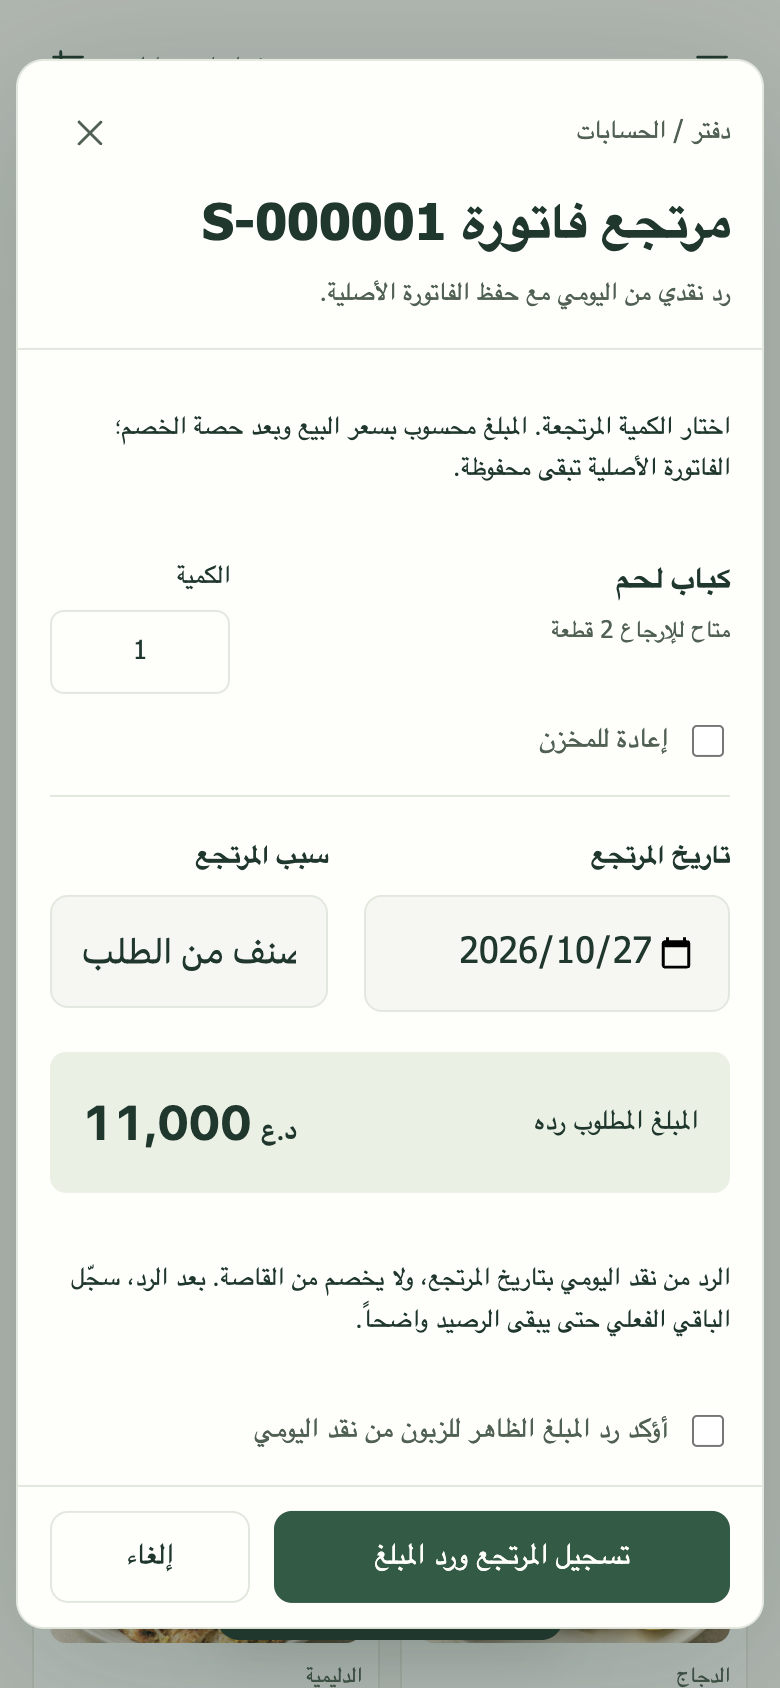 دفتر / الحسابات
مرتجع فاتورة S-000001
رد نقدي من اليومي مع حفظ الفاتورة الأصلية.
اختار الكمية المرتجعة. المبلغ محسوب بسعر البيع وبعد حصة الخصم؛
الفاتورة الأصلية تبقى محفوظة.
كباب لحم
متاح للإرجاع 2 قطعة
الكمية
1
إعادة للمخزن
تاريخ المرتجع
2026/10/27
سبب المرتجع
صنف من الطلب
المبلغ المطلوب رده
11,000 د.ع
الرد من نقد اليومي بتاريخ المرتجع، ولا يخصم من القاصة. بعد الرد، سجّل
الباقي الفعلي حتى يبقى الرصيد واضحاً.
أؤكد رد المبلغ الظاهر للزبون من نقد اليومي
تسجيل المرتجع ورد المبلغ
إلغاء
الدجاج
الدليمية